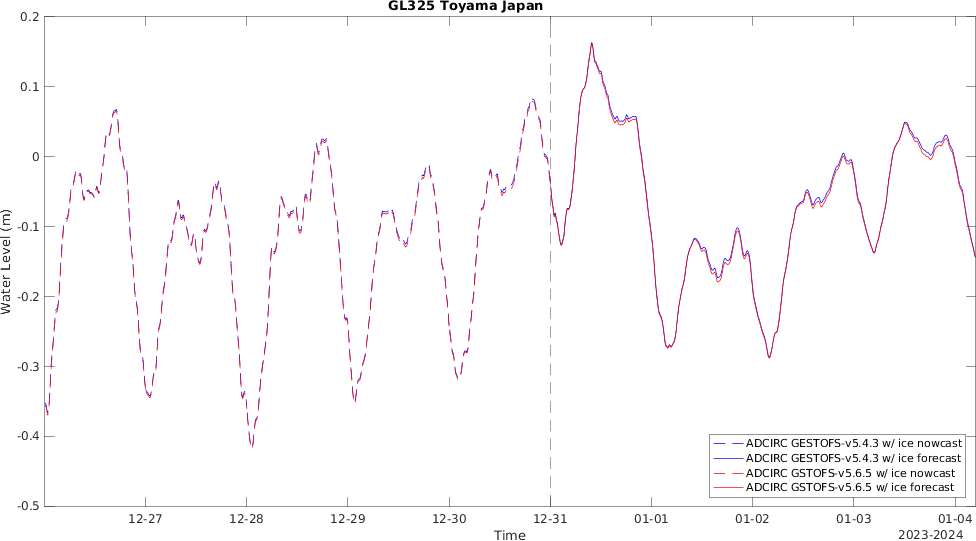 GL325 Toyama Japan
0.2
0.1
0
-0.1
-0.2
-0.3
-0.4
-0.5
Water Level (m)
ADCIRC GESTOFS-v5.4.3 w/ ice nowcast
ADCIRC GESTOFS-v5.4.3 w/ ice forecast
ADCIRC GSTOFS-v5.6.5 w/ ice nowcast
ADCIRC GSTOFS-v5.6.5 w/ ice forecast
12-27 12-28 12-29 12-30 12-31 01-01 01-02 01-03 01-04
Time
2023-2024